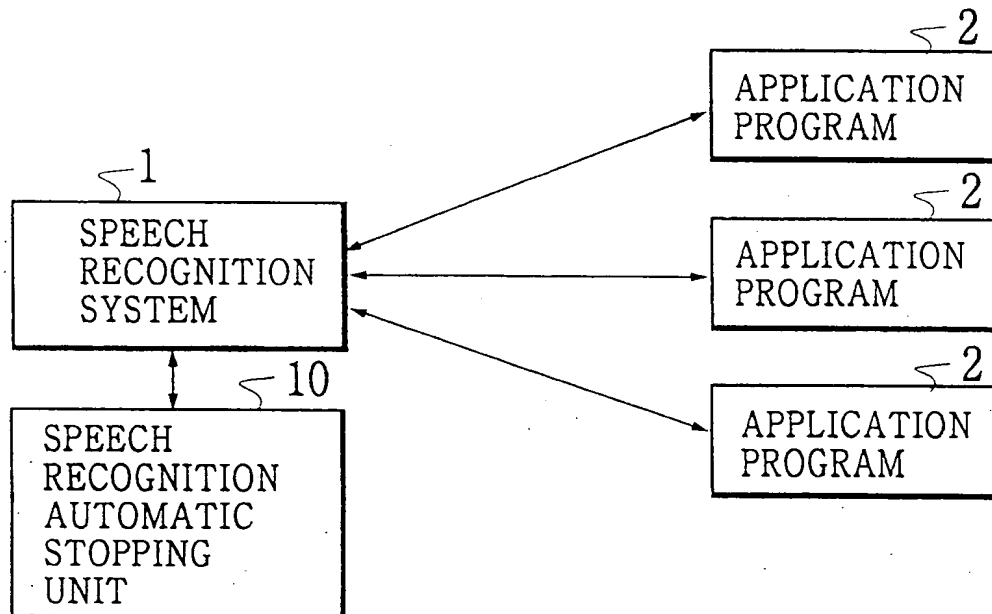 1
SPEECH
RECOGNITION
SYSTEM
10
SPEECH
RECOGNITION
AUTOMATIC
STOPPING
UNIT
2
APPLICATION
PROGRAM
2
APPLICATION
PROGRAM
2
APPLICATION
PROGRAM